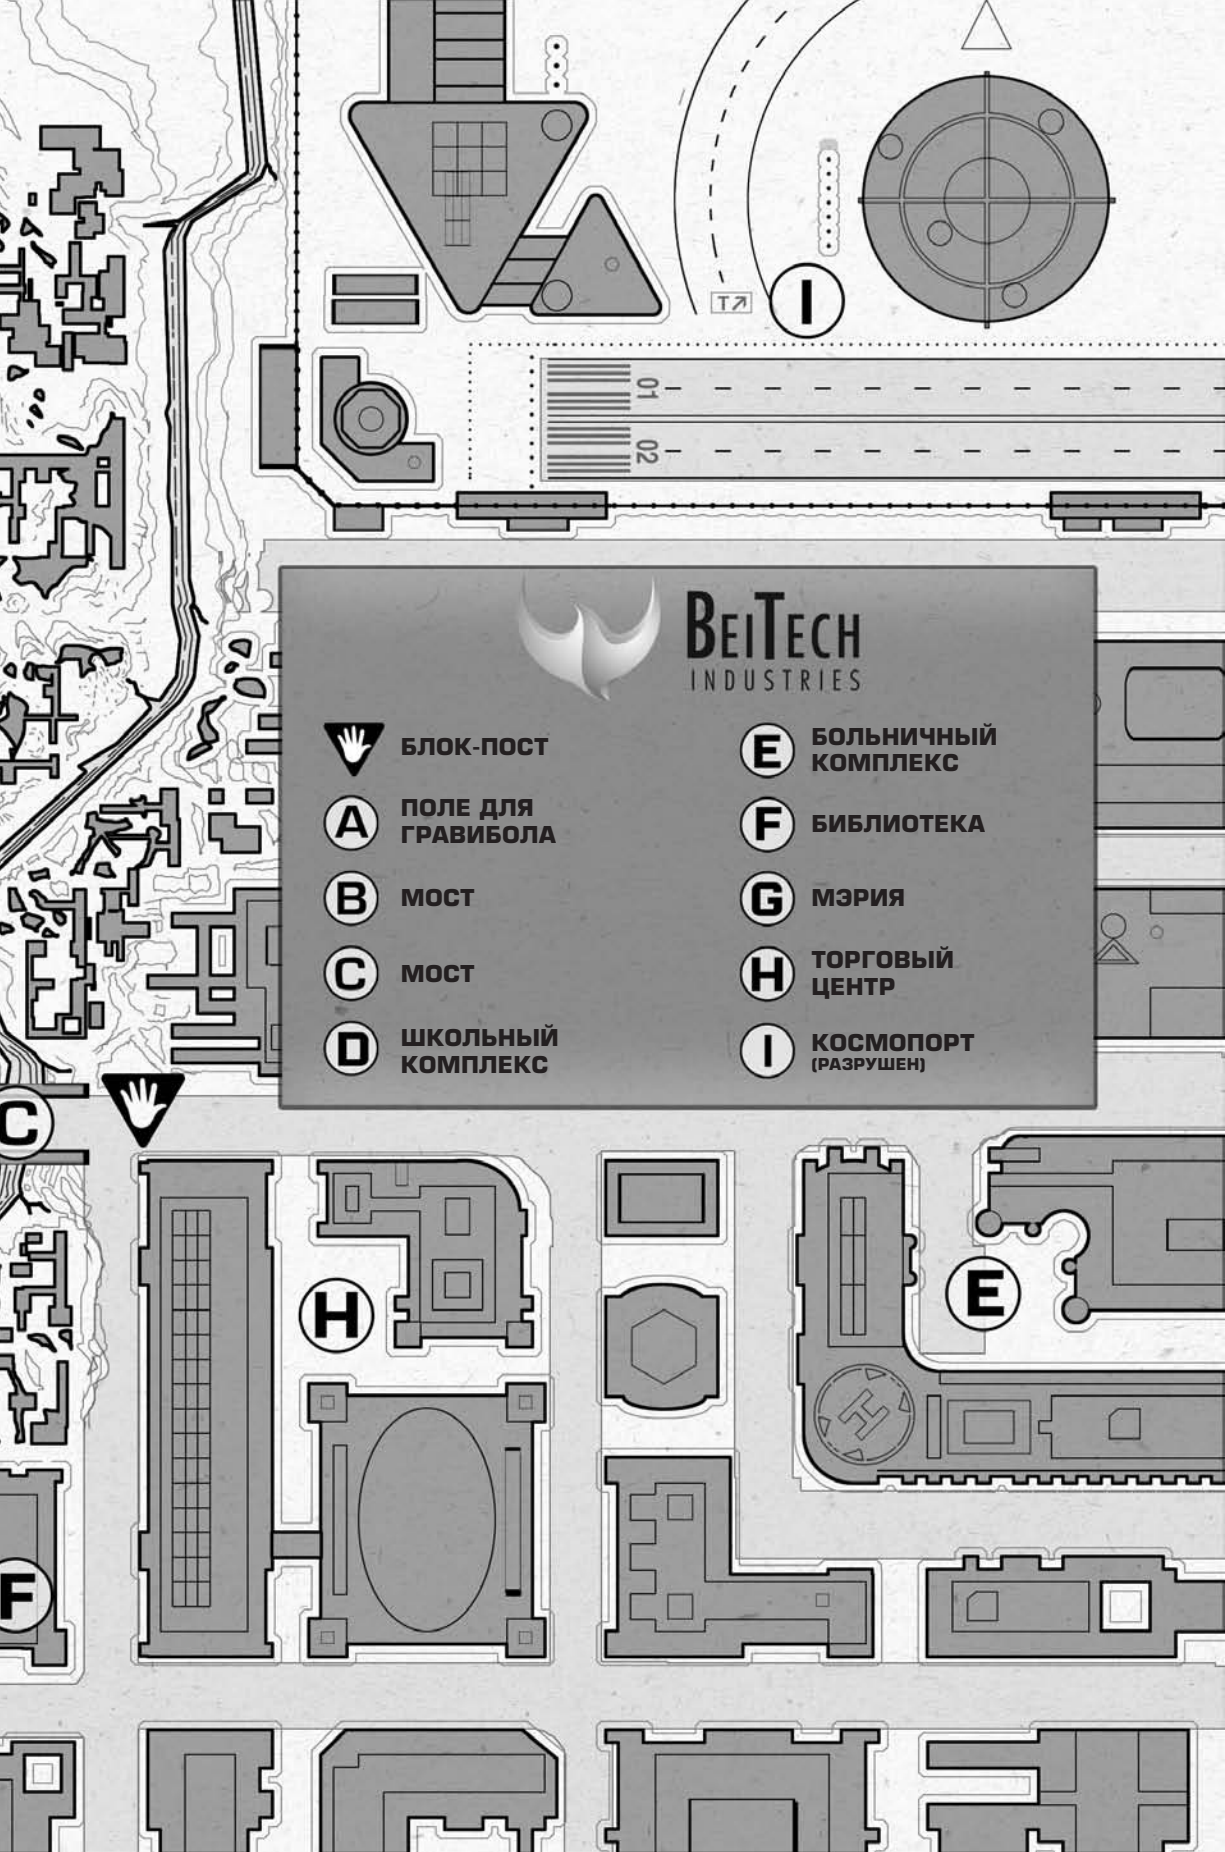 T
I
01
02
BEITECH
INDUSTRIES
БЛОК-ПОСТ
A ПОЛЕ ДЛЯ
ГРАВИБОЛА
B МОСТ
C МОСТ
D ШКОЛЬНЫЙ
КОМПЛЕКС
E БОЛЬНИЧНЫЙ
КОМПЛЕКС
F БИБЛИОТЕКА
G МЭРИЯ
H ТОРГОВЫЙ
ЦЕНТР
I КОСМОПОРТ
(РАЗРУШЕН)
C
H
E
H
F